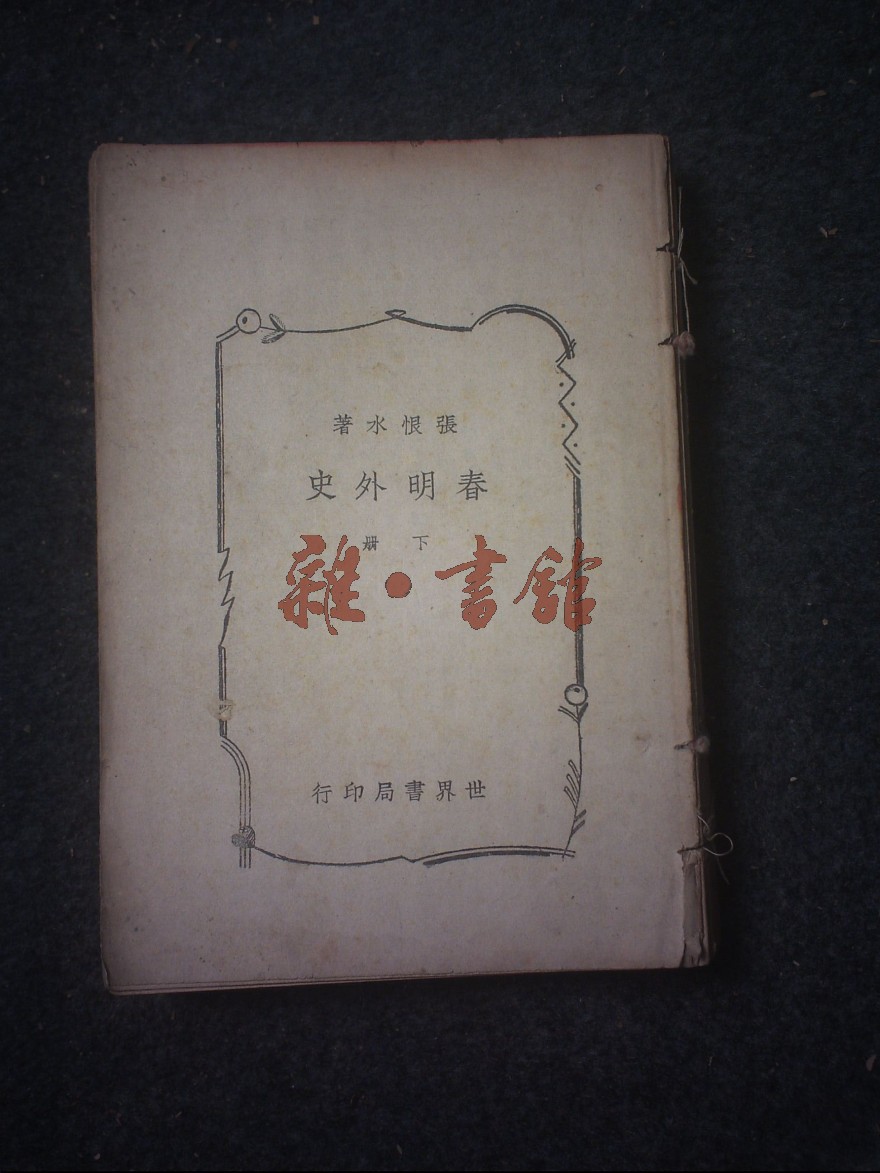 張恨水著
春明外史
下冊
雜·書館
世界書局印行